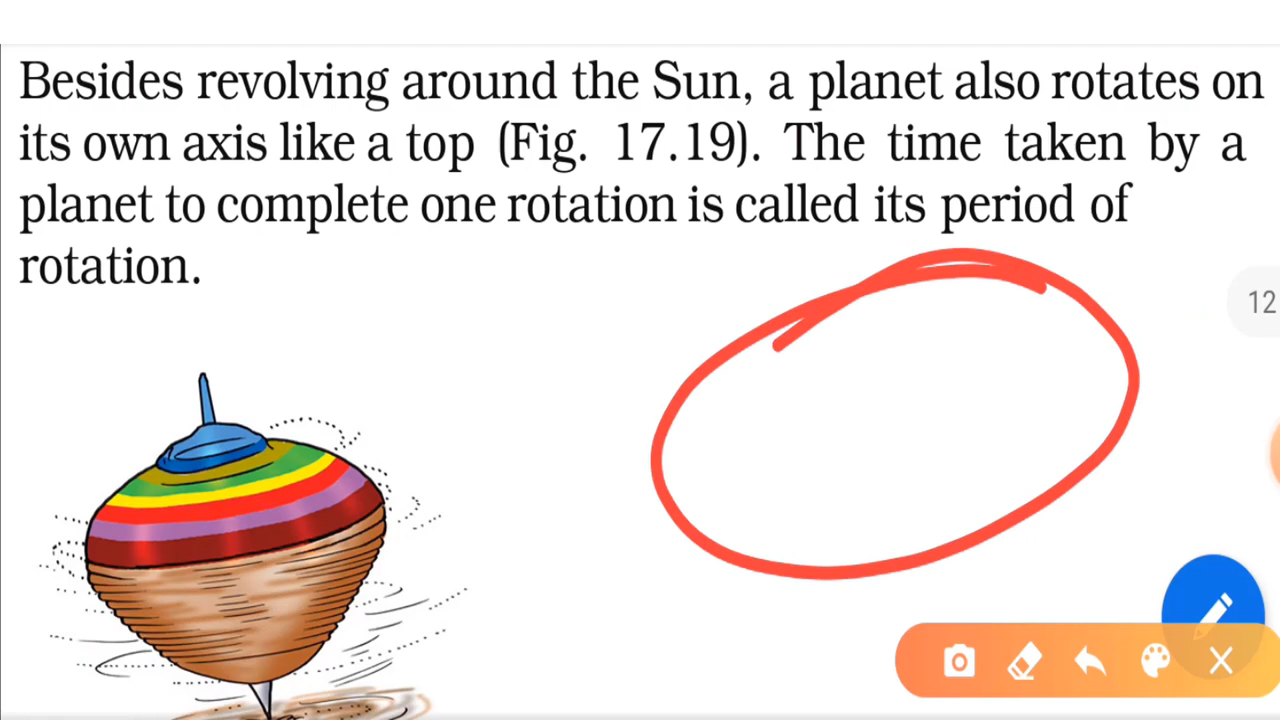 Besides revolving around the Sun, a planet also rotates on
its own axis like a top (Fig. 17.19). The time taken by a
planet to complete one rotation is called its period of
rotation.
12